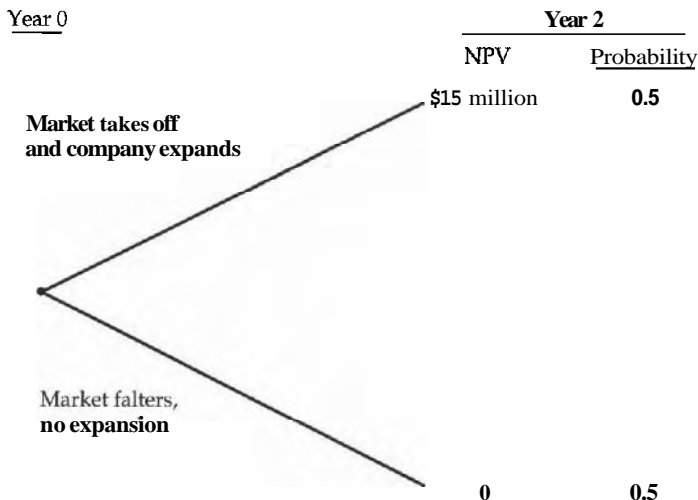 Year 0
Year 2
NPV Probability
$15 million 0.5
Market takes off
and company expands
Market falters,
no expansion
0 0.5